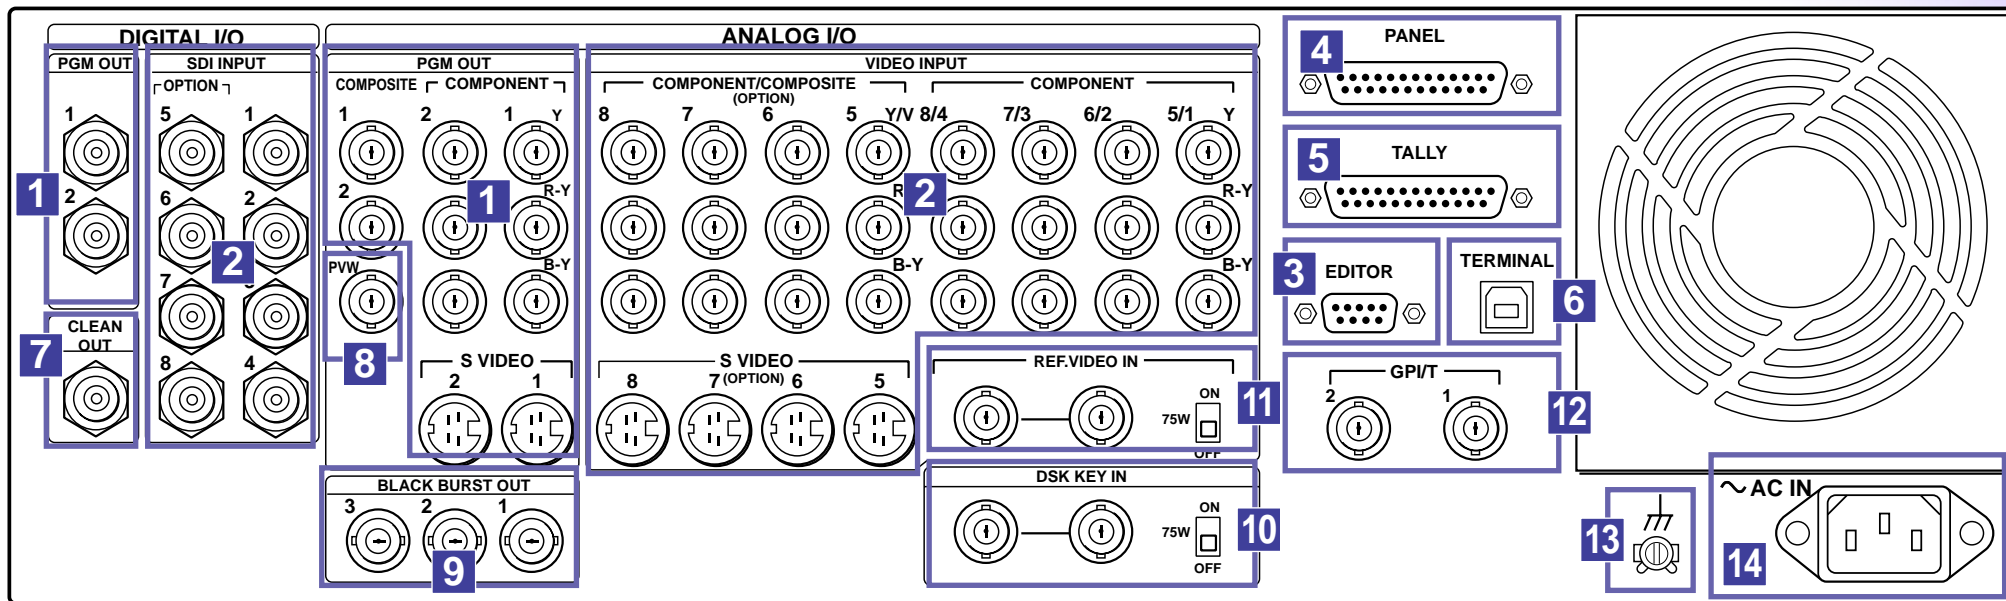 DIGITAL I/O
PGM OUT
1
2
1
CLEAN
OUT
7
SDI INPUT
OPTION
5 1
6 2
2
7
8 4
ANALOG I/O
PGM OUT
COMPOSITE COMPONENT
1 2 1 Y
R-Y
2
1
B-Y
PVW
8
S VIDEO
2 1
VIDEO INPUT
COMPONENT/COMPOSITE
(OPTION)
8 7 6 5 Y/V
COMPONENT
8/4 7/3 6/2 5/1 Y
2
R-Y
B-Y
B-Y
S VIDEO
(OPTION)
8 7 6 5
REF.VIDEO IN
ON
75W
OFF
11
BLACK BURST OUT
3 2 1
9
DSK KEY IN
ON
75W
OFF
10
4
PANEL
5
TALLY
3
EDITOR
TERMINAL
6
GPI/T
2 1
12
13
AC IN
14